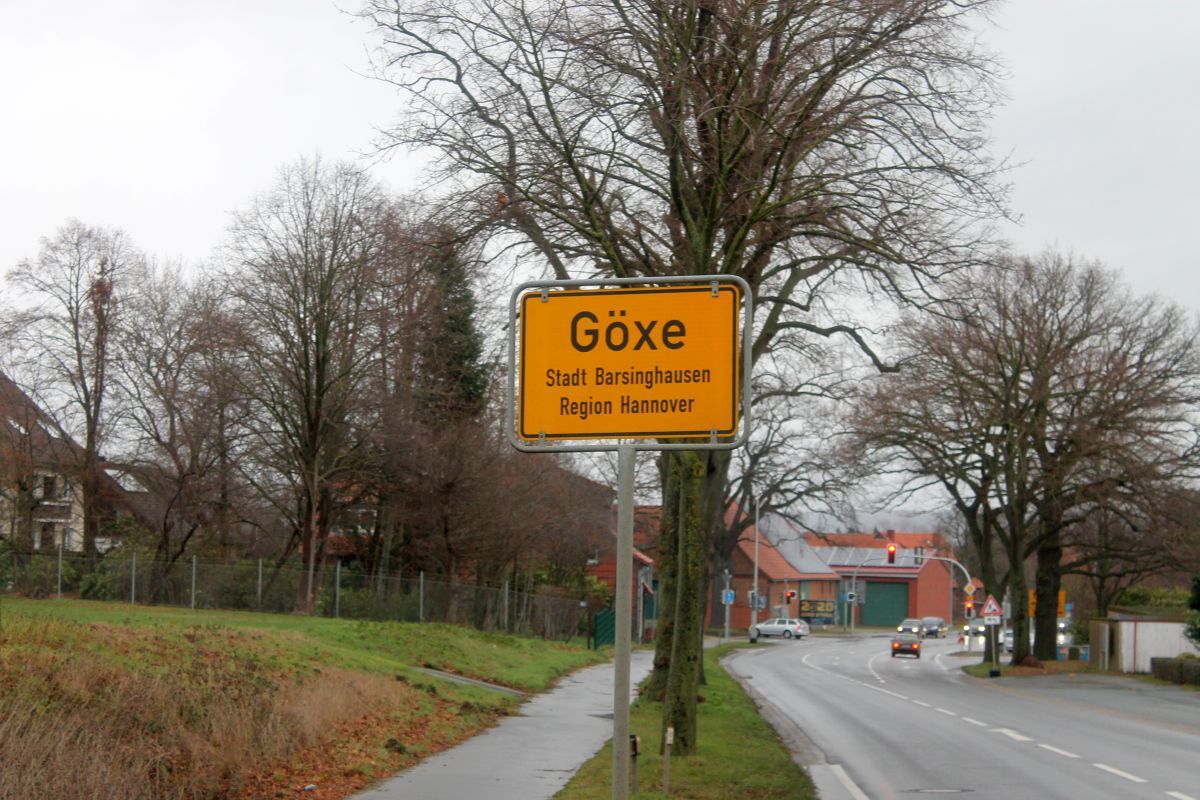 Göxe
Stadt Barsinghausen
Region Hannover